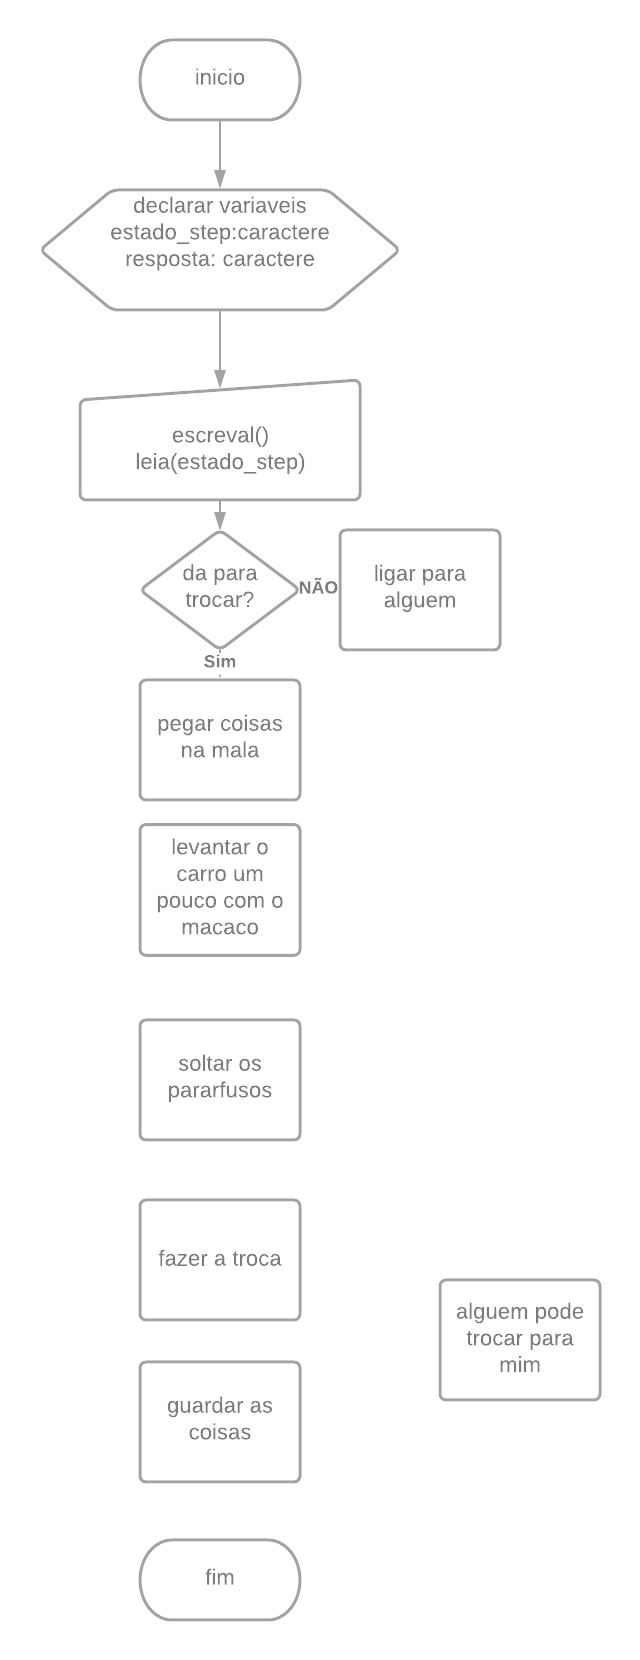 inicio
declarar variaveis
estado_step:caractere
resposta: caractere
escreval()
leia(estado_step)
da para
trocar?
NÃO
ligar para
alguem
Sim
pegar coisas
na mala
levantar o
carro um
pouco com o
macaco
soltar os
pararfusos
fazer a troca
alguem pode
trocar para
mim
guardar as
coisas
fim